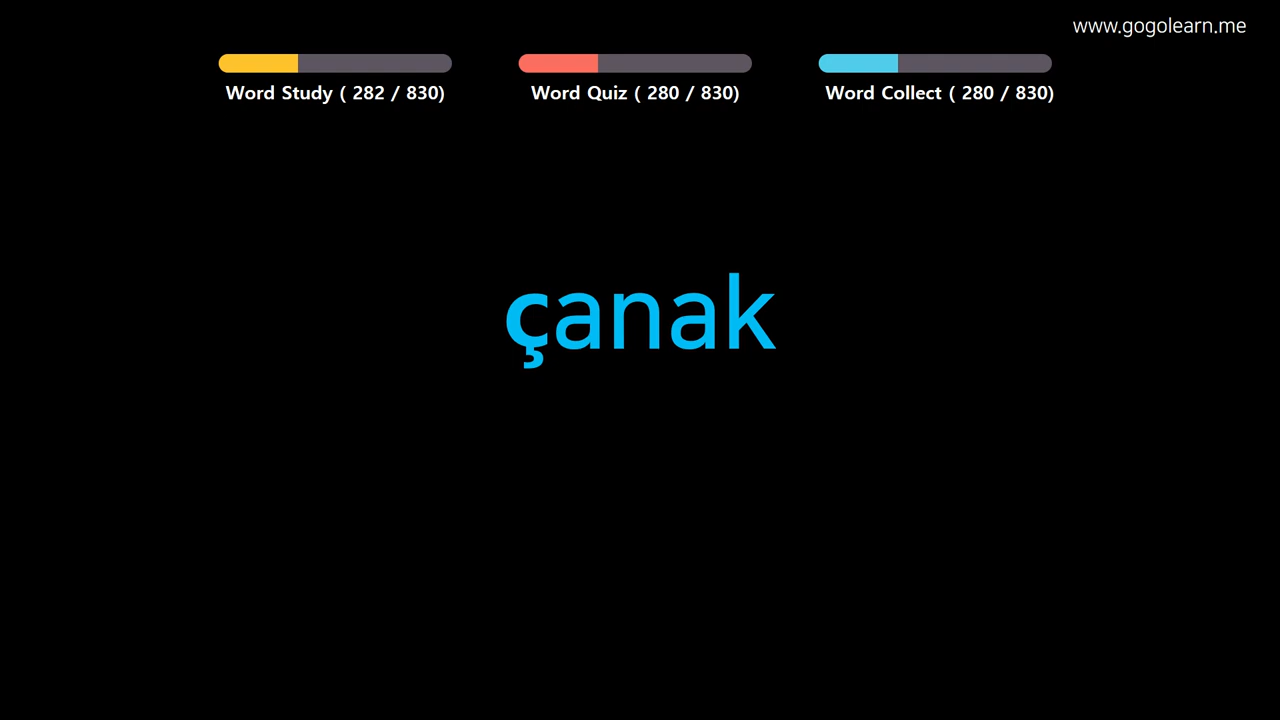 www.gogolearn.me
Word Study ( 282 / 830)
Word Quiz ( 280 / 830)
Word Collect ( 280 / 830)
çanak